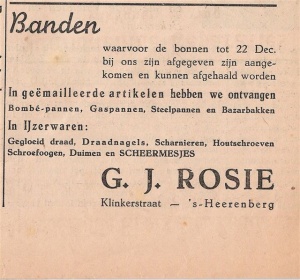 Banden
waarvoor de bonnen tot 22 Dec.
bij ons zijn afgegeven zijn aange-
komen en kunnen afgehaald worden
In geëmailleerde artikelen hebben we ontvangen
Bombé-pannen, Gaspannen, Steelpannen en Bazarbakken
In IJzerwaren:
Gegloeid draad, Draadnagels, Scharnieren, Houtschroeven
Schroefoogen, Duimen en SCHEERMESJES
G. J. ROSIE
Klinkerstraat — 's-Heerenberg